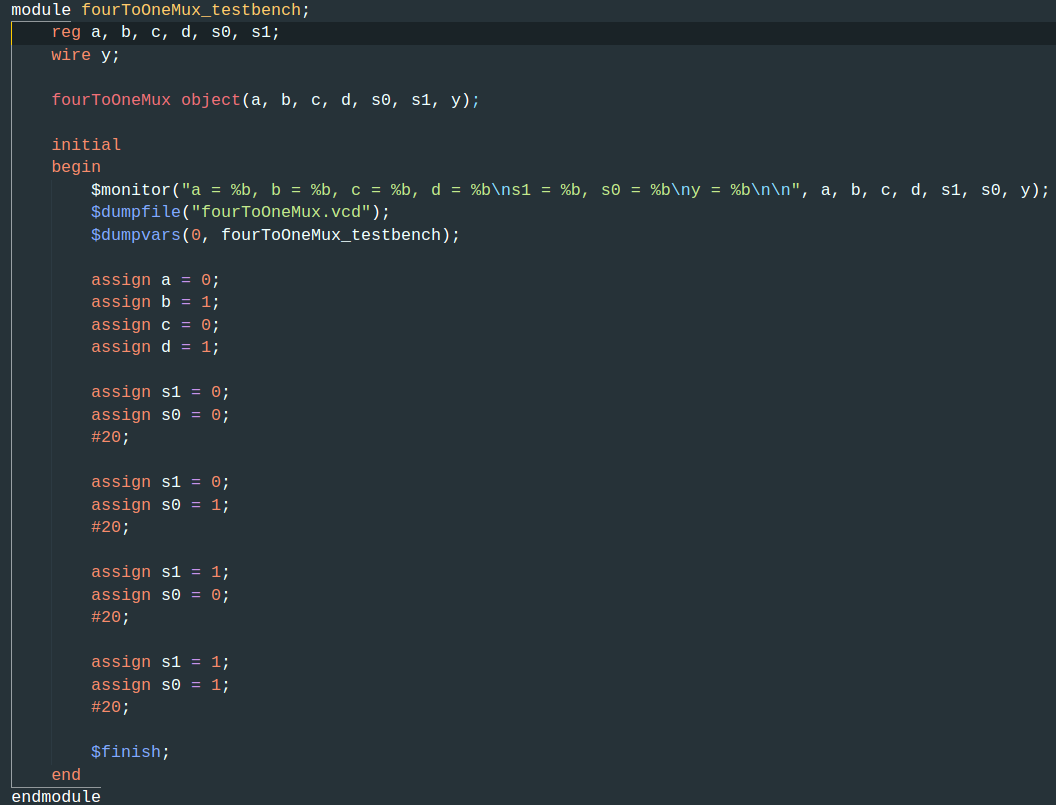 module fourToOneMux_testbench;
    reg a, b, c, d, s0, s1;
    wire y;

    fourToOneMux object(a, b, c, d, s0, s1, y);

    initial
    begin
        $monitor("a = %b, b = %b, c = %b, d = %b\ns1 = %b, s0 = %b\ny = %b\n\n", a, b, c, d, s1, s0, y);
        $dumpfile("fourToOneMux.vcd");
        $dumpvars(0, fourToOneMux_testbench);

        assign a = 0;
        assign b = 1;
        assign c = 0;
        assign d = 1;

        assign s1 = 0;
        assign s0 = 0;
        #20;

        assign s1 = 0;
        assign s0 = 1;
        #20;

        assign s1 = 1;
        assign s0 = 0;
        #20;

        assign s1 = 1;
        assign s0 = 1;
        #20;

        $finish;
    end
endmodule